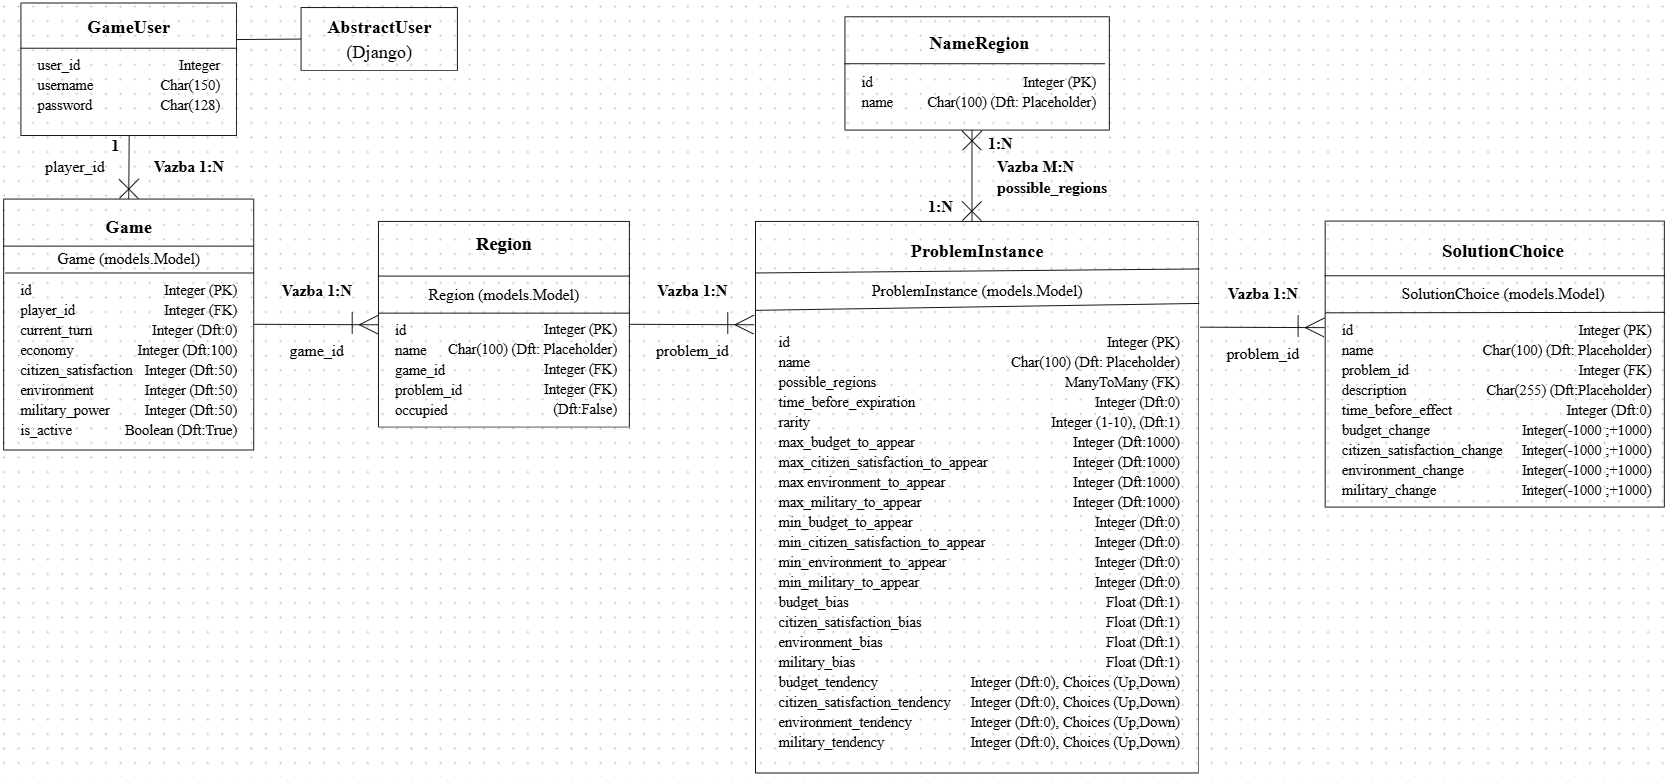 GameUser
user_id Integer
username Char(150)
password Char(128)
AbstractUser
(Django)
1
player_id Vazba 1:N
Game
Game (models.Model)
id Integer (PK)
player_id Integer (FK)
current_turn Integer (Dft:0)
economy Integer (Dft:100)
citizen_satisfaction Integer (Dft:50)
environment Integer (Dft:50)
military_power Integer (Dft:50)
is_active Boolean (Dft:True)
Vazba 1:N
game_id
Region
Region (models.Model)
id Integer (PK)
name Char(100) (Dft: Placeholder)
game_id Integer (FK)
problem_id Integer (FK)
occupied (Dft:False)
Vazba 1:N
problem_id
NameRegion
id Integer (PK)
name Char(100) (Dft: Placeholder)
1:N
Vazba M:N
possible_regions
1:N
ProblemInstance
ProblemInstance (models.Model)
id Integer (PK)
name Char(100) (Dft: Placeholder)
possible_regions ManyToMany (FK)
time_before_expiration Integer (Dft:0)
rarity Integer (1-10), (Dft:1)
max_budget_to_appear Integer (Dft:1000)
max_citizen_satisfaction_to_appear Integer (Dft:1000)
max environment_to_appear Integer (Dft:1000)
max_military_to_appear Integer (Dft:1000)
min_budget_to_appear Integer (Dft:0)
min_citizen_satisfaction_to_appear Integer (Dft:0)
min_environment_to_appear Integer (Dft:0)
min_military_to_appear Integer (Dft:0)
budget_bias Float (Dft:1)
citizen_satisfaction_bias Float (Dft:1)
environment_bias Float (Dft:1)
military_bias Float (Dft:1)
budget_tendency Integer (Dft:0), Choices (Up,Down)
citizen_satisfaction_tendency Integer (Dft:0), Choices (Up,Down)
environment_tendency Integer (Dft:0), Choices (Up,Down)
military_tendency Integer (Dft:0), Choices (Up,Down)
Vazba 1:N
problem_id
SolutionChoice
SolutionChoice (models.Model)
id Integer (PK)
name Char(100) (Dft: Placeholder)
problem_id Integer (FK)
description Char(255) (Dft:Placeholder)
time_before_effect Integer (Dft:0)
budget_change Integer(-1000 ;+1000)
citizen_satisfaction_change Integer(-1000 ;+1000)
environment_change Integer(-1000 ;+1000)
military_change Integer(-1000 ;+1000)